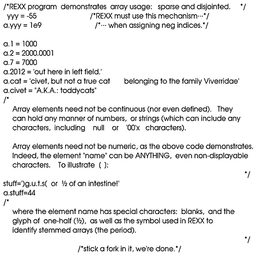 /*REXX program demonstrates array usage: sparse and disjointed. */
yyy = -55 /*REXX must use this mechanism···*/
a.yyy = 1e9 /*··· when assigning neg indices.*/
a.1 = 1000
a.2 = 2000.0001
a.7 = 7000
a.2012 = 'out here in left field.'
a.cat = 'civet, but not a true cat belonging to the family Viverridae'
a.civet = "A.K.A.: toddycats"
/*
Array elements need not be continuous (nor even defined). They
can hold any manner of numbers, or strings (which can include any
characters, including null or '00'x characters).
Array elements need not be numeric, as the above code demonstrates.
Indeed, the element "name" can be ANYTHING, even non-displayable
characters. To illustrate ( ):
*/
stuff=')g.u.t.s( or ½ of an intestine!'
a.stuff=44
/*
where the element name has special characters: blanks, and the
glyph of one-half (½), as well as the symbol used in REXX to
identify stemmed arrays (the period).
*/
/*stick a fork in it, we're done.*/